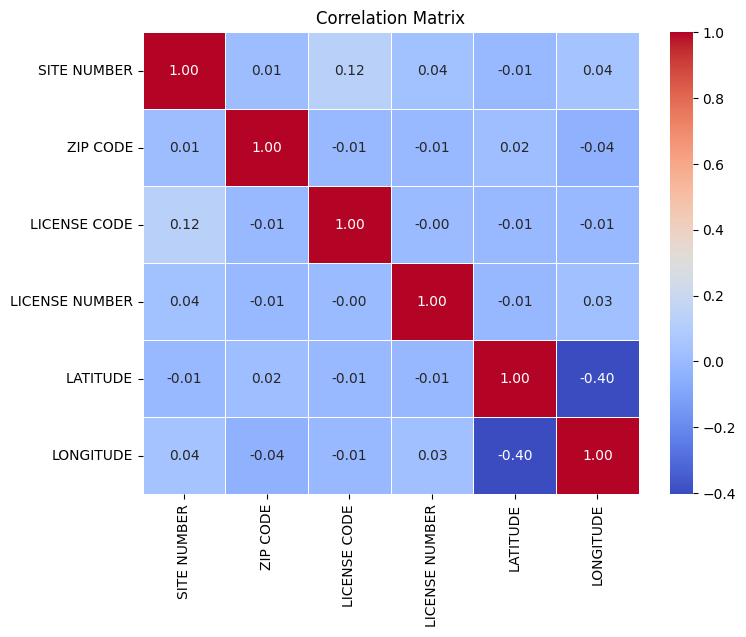 Correlation Matrix
SITE NUMBER 1.00 0.01 0.12 0.04 -0.01 0.04
ZIP CODE 0.01 1.00 -0.01 -0.01 0.02 -0.04
LICENSE CODE 0.12 -0.01 1.00 -0.00 -0.01 -0.01
LICENSE NUMBER 0.04 -0.01 -0.00 1.00 -0.01 0.03
LATITUDE -0.01 0.02 -0.01 -0.01 1.00 -0.40
LONGITUDE 0.04 -0.04 -0.01 0.03 -0.40 1.00
SITE NUMBER
ZIP CODE
LICENSE CODE
LICENSE NUMBER
LATITUDE
LONGITUDE
1.0
0.8
0.6
0.4
0.2
0.0
−0.2
−0.4